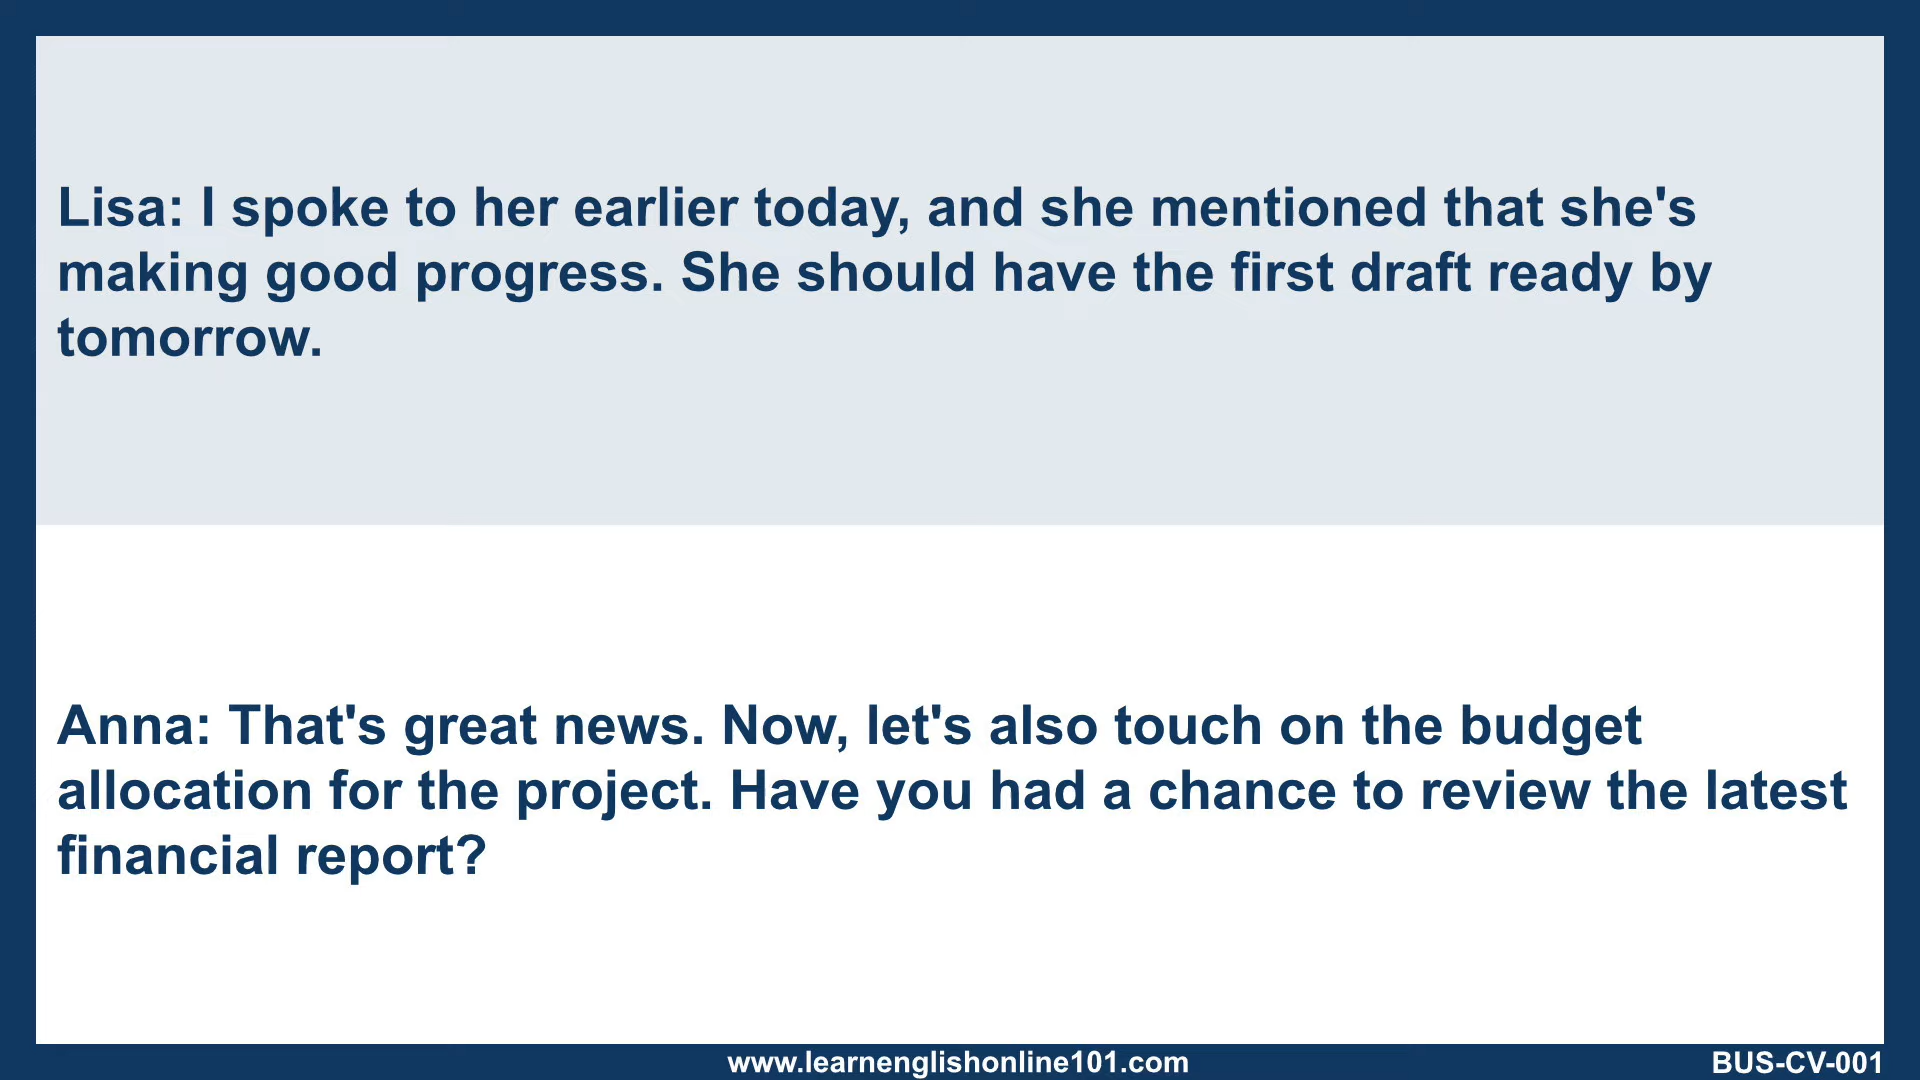 Lisa: I spoke to her earlier today, and she mentioned that she's
making good progress. She should have the first draft ready by
tomorrow.
Anna: That's great news. Now, let's also touch on the budget
allocation for the project. Have you had a chance to review the latest
financial report?
www.learnenglishonline101.com
BUS-CV-001